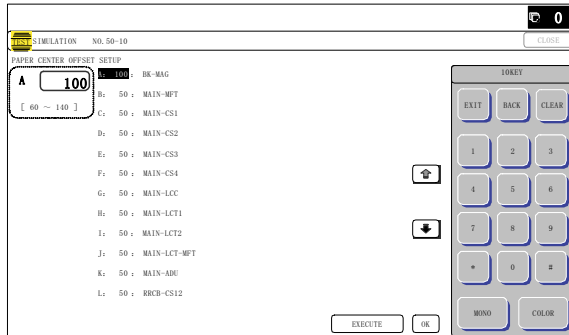 0
TEST SIMULATION NO.50-10
CLOSE
PAPER CENTER OFFSET SETUP
A 100
[ 60 ～ 140 ]
A: 100 : BK-MAG
B: 50 : MAIN-MFT
C: 50 : MAIN-CS1
D: 50 : MAIN-CS2
E: 50 : MAIN-CS3
F: 50 : MAIN-CS4
G: 50 : MAIN-LCC
H: 50 : MAIN-LCT1
I: 50 : MAIN-LCT2
J: 50 : MAIN-LCT-MFT
K: 50 : MAIN-ADU
L: 50 : RRCB-CS12
EXECUTE OK
10KEY
EXIT BACK CLEAR
1 2 3
4 5 6
7 8 9
* 0 #
MONO COLOR